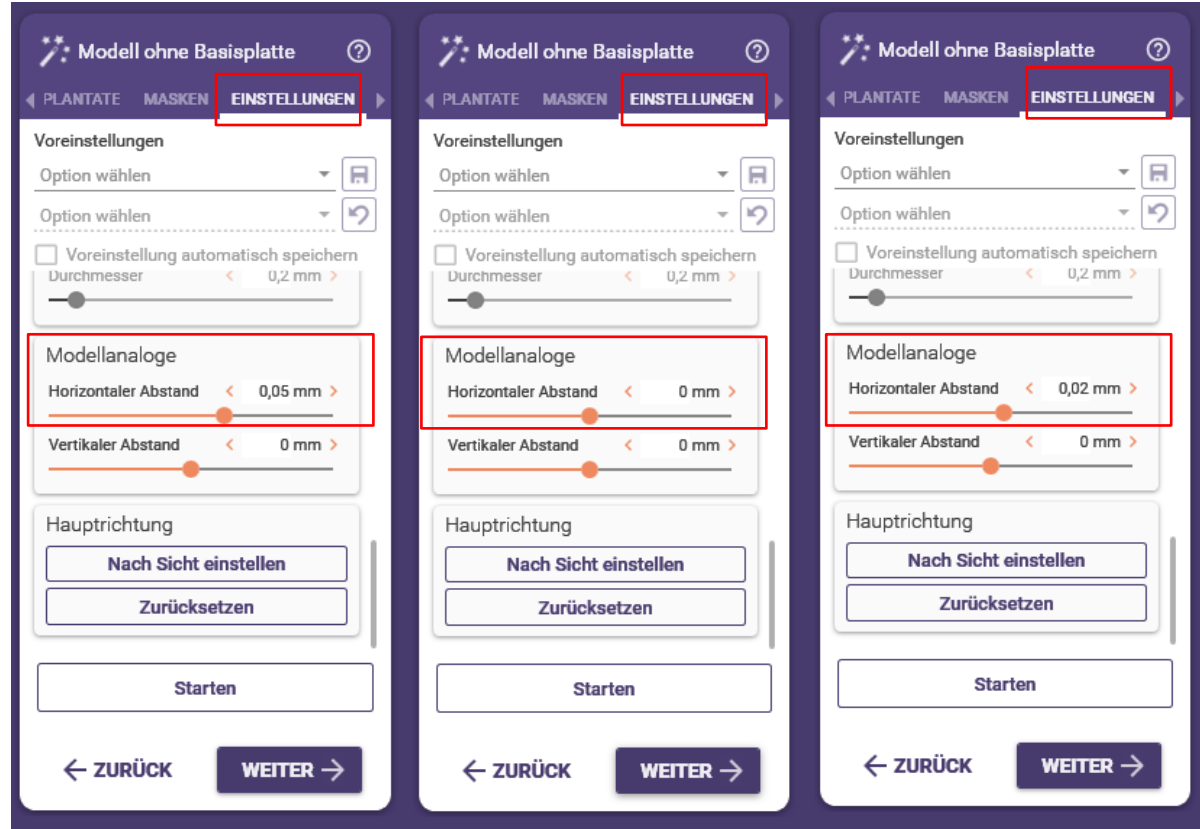 Modell ohne Basisplatte
PLANTATE MASKEN EINSTELLUNGEN
Voreinstellungen
Option wählen
Option wählen
Voreinstellung automatisch speichern
Durchmesser 0,2 mm
Modellanaloge
Horizontaler Abstand 0,05 mm
Vertikaler Abstand 0 mm
Hauptrichtung
Nach Sicht einstellen
Zurücksetzen
Starten
ZURÜCK WEITER
Modell ohne Basisplatte
PLANTATE MASKEN EINSTELLUNGEN
Voreinstellungen
Option wählen
Option wählen
Voreinstellung automatisch speichern
Durchmesser 0,2 mm
Modellanaloge
Horizontaler Abstand 0 mm
Vertikaler Abstand 0 mm
Hauptrichtung
Nach Sicht einstellen
Zurücksetzen
Starten
ZURÜCK WEITER
Modell ohne Basisplatte
PLANTATE MASKEN EINSTELLUNGEN
Voreinstellungen
Option wählen
Option wählen
Voreinstellung automatisch speichern
Durchmesser 0,2 mm
Modellanaloge
Horizontaler Abstand 0,02 mm
Vertikaler Abstand 0 mm
Hauptrichtung
Nach Sicht einstellen
Zurücksetzen
Starten
ZURÜCK WEITER